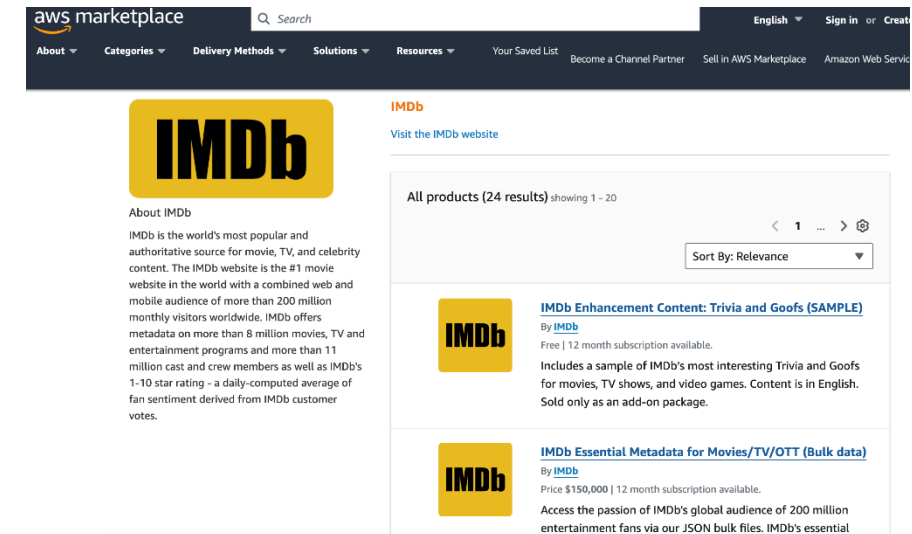 aws marketplace
Search
English
Sign in or Create
About
Categories
Delivery Methods
Solutions
Resources
Your Saved List
Become a Channel Partner
Sell in AWS Marketplace
Amazon Web Servic
IMDb
About IMDb
IMDb is the world's most popular and
authoritative source for movie, TV, and celebrity
content. The IMDb website is the #1 movie
website in the world with a combined web and
mobile audience of more than 200 million
monthly visitors worldwide. IMDb offers
metadata on more than 8 million movies, TV and
entertainment programs and more than 11
million cast and crew members as well as IMDb's
1-10 star rating - a daily-computed average of
fan sentiment derived from IMDb customer
votes.
IMDb
Visit the IMDb website
All products (24 results) showing 1 - 20
1 ...
Sort By: Relevance
IMDb
IMDb Enhancement Content: Trivia and Goofs (SAMPLE)
By IMDb
Free | 12 month subscription available.
Includes a sample of IMDb's most interesting Trivia and Goofs
for movies, TV shows, and video games. Content is in English.
Sold only as an add-on package.
IMDb
IMDb Essential Metadata for Movies/TV/OTT (Bulk data)
By IMDb
Price $150,000 | 12 month subscription available.
Access the passion of IMDb's global audience of 200 million
entertainment fans via our JSON bulk files. IMDb's essential